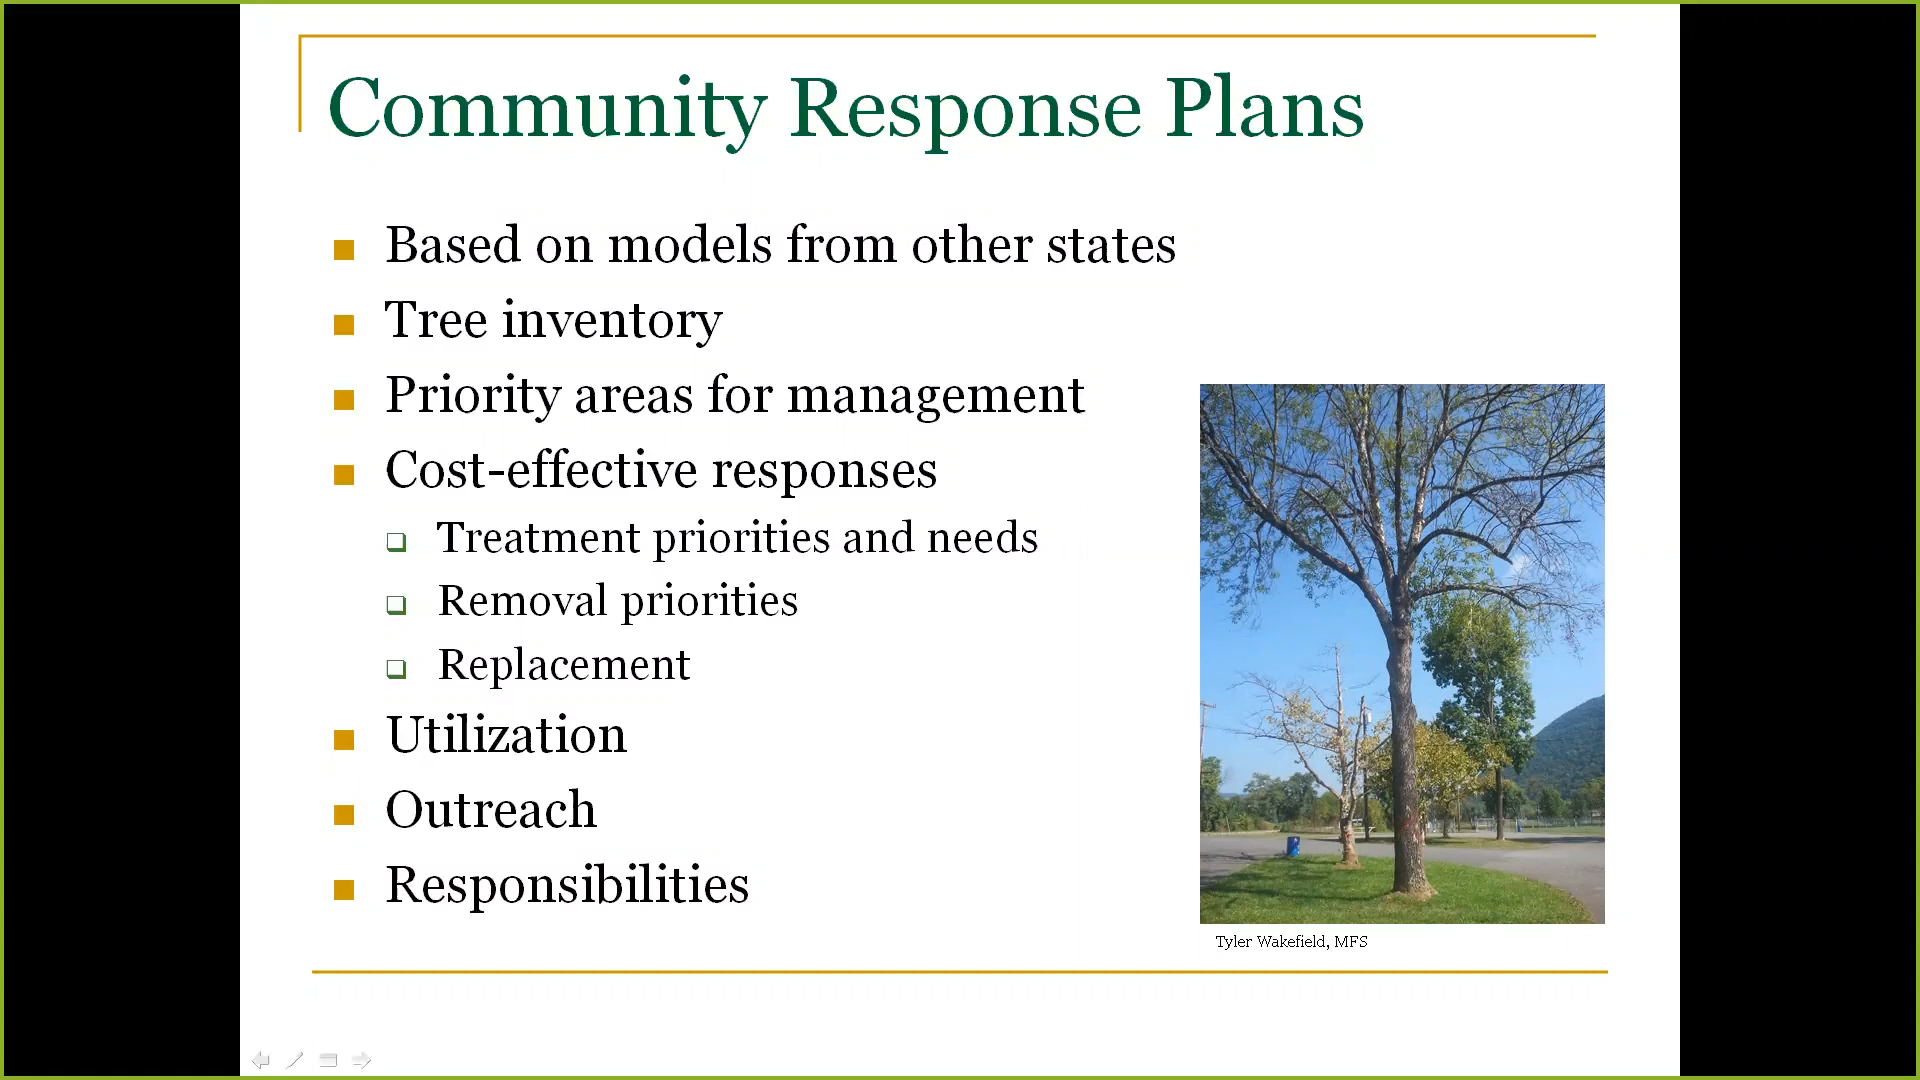 Community Response Plans
Based on models from other states
Tree inventory
Priority areas for management
Cost-effective responses
Treatment priorities and needs
Removal priorities
Replacement
Utilization
Outreach
Responsibilities
Tyler Wakefield, MFS